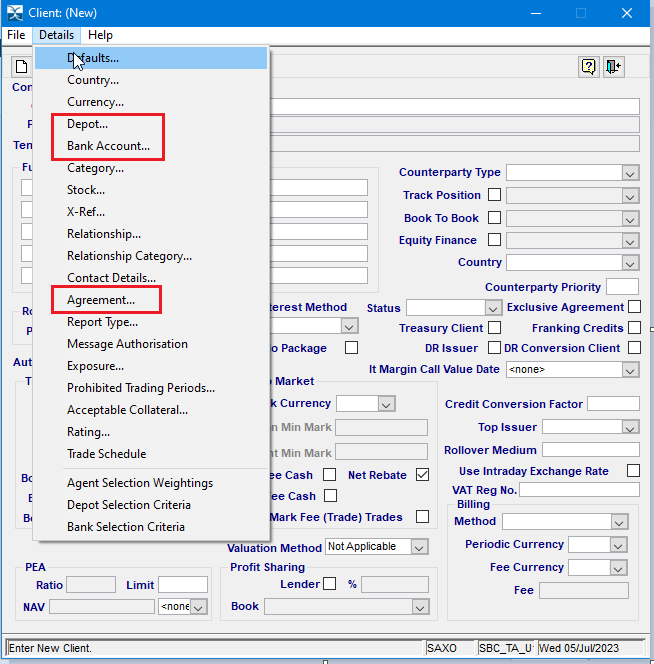 Client: (New)
File Details Help
Defaults...
Country...
Currency...
Depot...
Bank Account...
Category...
Stock...
X-Ref...
Relationship...
Relationship Category...
Contact Details...
Agreement...
Report Type...
Message Authorisation
Exposure...
Prohibited Trading Periods...
Acceptable Collateral...
Rating...
Trade Schedule
Agent Selection Weightings
Depot Selection Criteria
Bank Selection Criteria
Counterparty Type
Track Position
Book To Book
Equity Finance
Country
Counterparty Priority
Method Status Exclusive Agreement
Treasury Client Franking Credits
Package DR Issuer DR Conversion Client
It Margin Call Value Date <none>
Market
Currency Credit Conversion Factor
Min Mark Top Issuer
Min Mark Rollover Medium
Cash Net Rebate Use Intraday Exchange Rate
Cash VAT Reg No.
Mark Fee (Trade) Trades Billing
Method
Valuation Method Not Applicable Periodic Currency
PEA Profit Sharing Fee Currency
Ratio Limit Lender % Fee
NAV <none Book
Enter New Client. SAXO SBC_TA_U Wed 05/Jul/2023